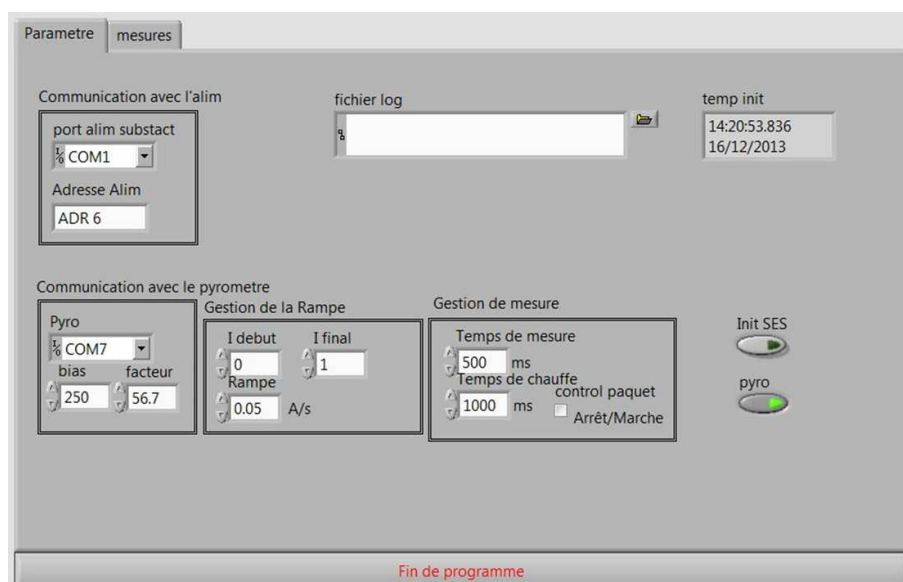 Parametre
mesures
Communication avec l'alim
port alim substact
COM1
Adresse Alim
ADR 6
fichier log
temp init
14:20:53.836
16/12/2013
Communication avec le pyrometre
Pyro
COM7
bias
facteur
250
56.7
Gestion de la Rampe
I debut
I final
0
1
Rampe
0.05
A/s
Gestion de mesure
Temps de mesure
500
ms
Temps de chauffe
1000
ms
control paquet
Arrêt/Marche
Init SES
pyro
Fin de programme